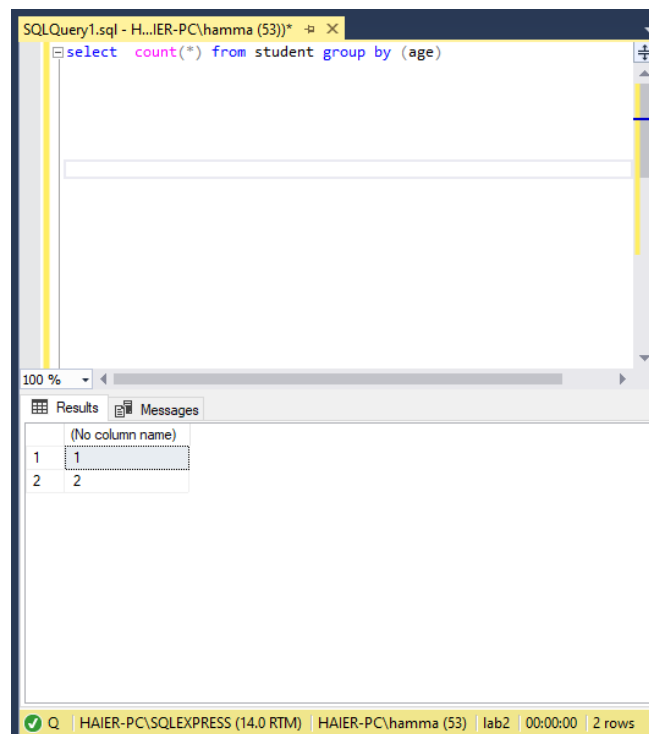 SQLQuery1.sql - H...IER-PC\hamma (53))*
select  count(*) from student group by (age)
100 %
Results Messages
(No column name)
1 1
2 2
Q HAIER-PC\SQLEXPRESS (14.0 RTM) HAIER-PC\hamma (53) lab2 00:00:00 2 rows